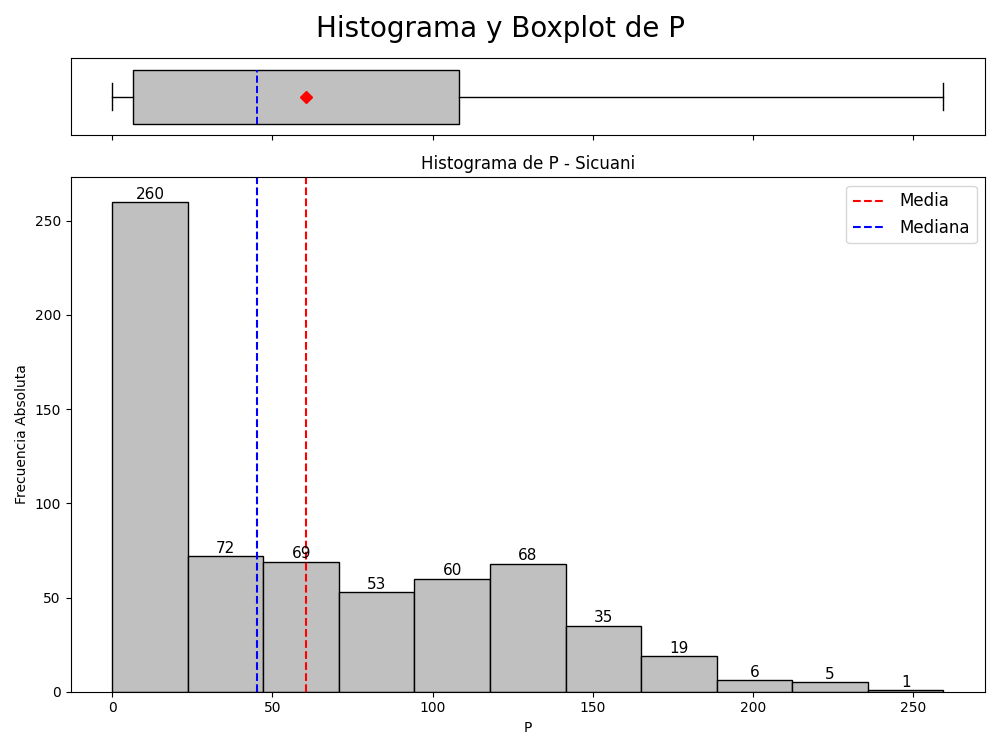 Histograma y Boxplot de P
Histograma de P - Sicuani
Media
Mediana
Frecuencia Absoluta
250
200
150
100
50
0
260
72
69
53
60
68
35
19
6
5
1
0 50 100 150 200 250
P